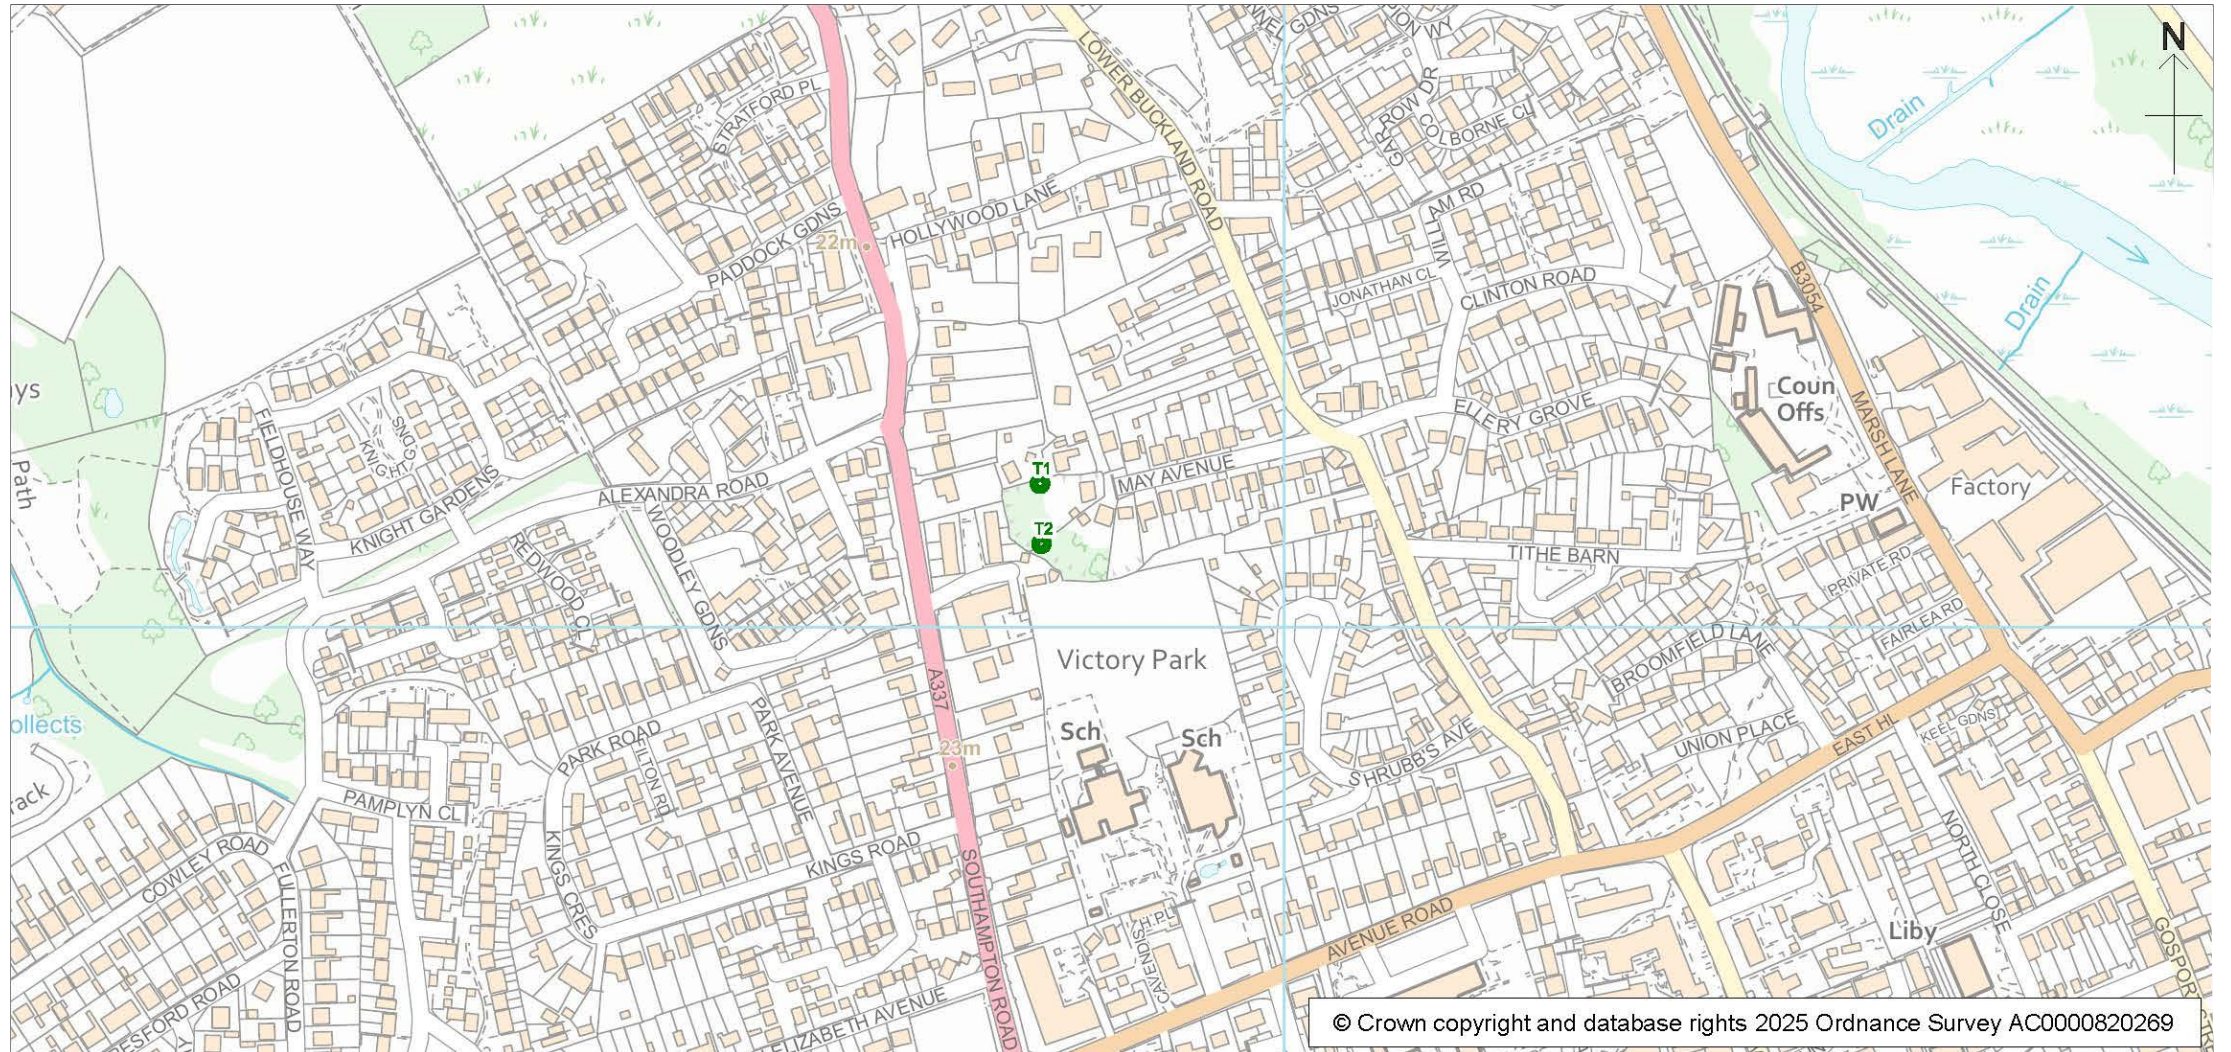 N
LOWER BUCKLAND ROAD
STRATFORD PL
GARROW DR
COLBORNE CL
Drain
HOLLYWOOD LANE
PADDOCK GDNS
22m
WILLIAM RD
JONATHAN CL
CLINTON ROAD
B3054
Drain
Coun
Offs
MARSH LANE
ELLERY GROVE
FIELDHOUSE WAY
KNIGHT GDNS
KNIGHT GARDENS
Path
ALEXANDRA ROAD
T1
MAY AVENUE
Factory
PW
T2
REDWOOD CL
WOODLEY GDNS
TITHE BARN
PRIVATE RD
FAIRLEA RD
Victory Park
BROOMFIELD LANE
A337
Sch
Sch
PARK ROAD
FILTON RD
PARK AVENUE
23m
SHRUBB'S AVE
UNION PLACE
EAST HL
KEEP GDNS
PAMPLYN CL
KINGS CRES
KINGS ROAD
COWLEY ROAD
FULLERTON ROAD
SOUTHAMPTON ROAD
NORTH CLOSE
AVENUE ROAD
CAVENDISH PL
Liby
ELIZABETH AVENUE
© Crown copyright and database rights 2025 Ordnance Survey AC0000820269